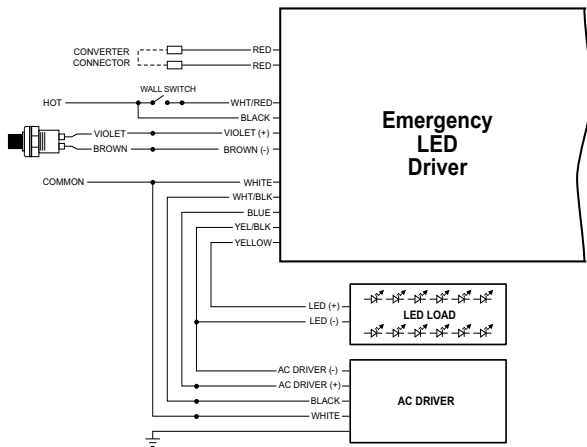 CONVERTER
CONNECTOR
RED
RED
WALL SWITCH
HOT
WHT/RED
BLACK
VIOLET
VIOLET (+)
BROWN
BROWN (-)
COMMON
WHITE
WHT/BLK
BLUE
YEL/BLK
YELLOW
Emergency
LED
Driver
LED (+)
LED (-)
LED LOAD
AC DRIVER (-)
AC DRIVER (+)
BLACK
WHITE
AC DRIVER